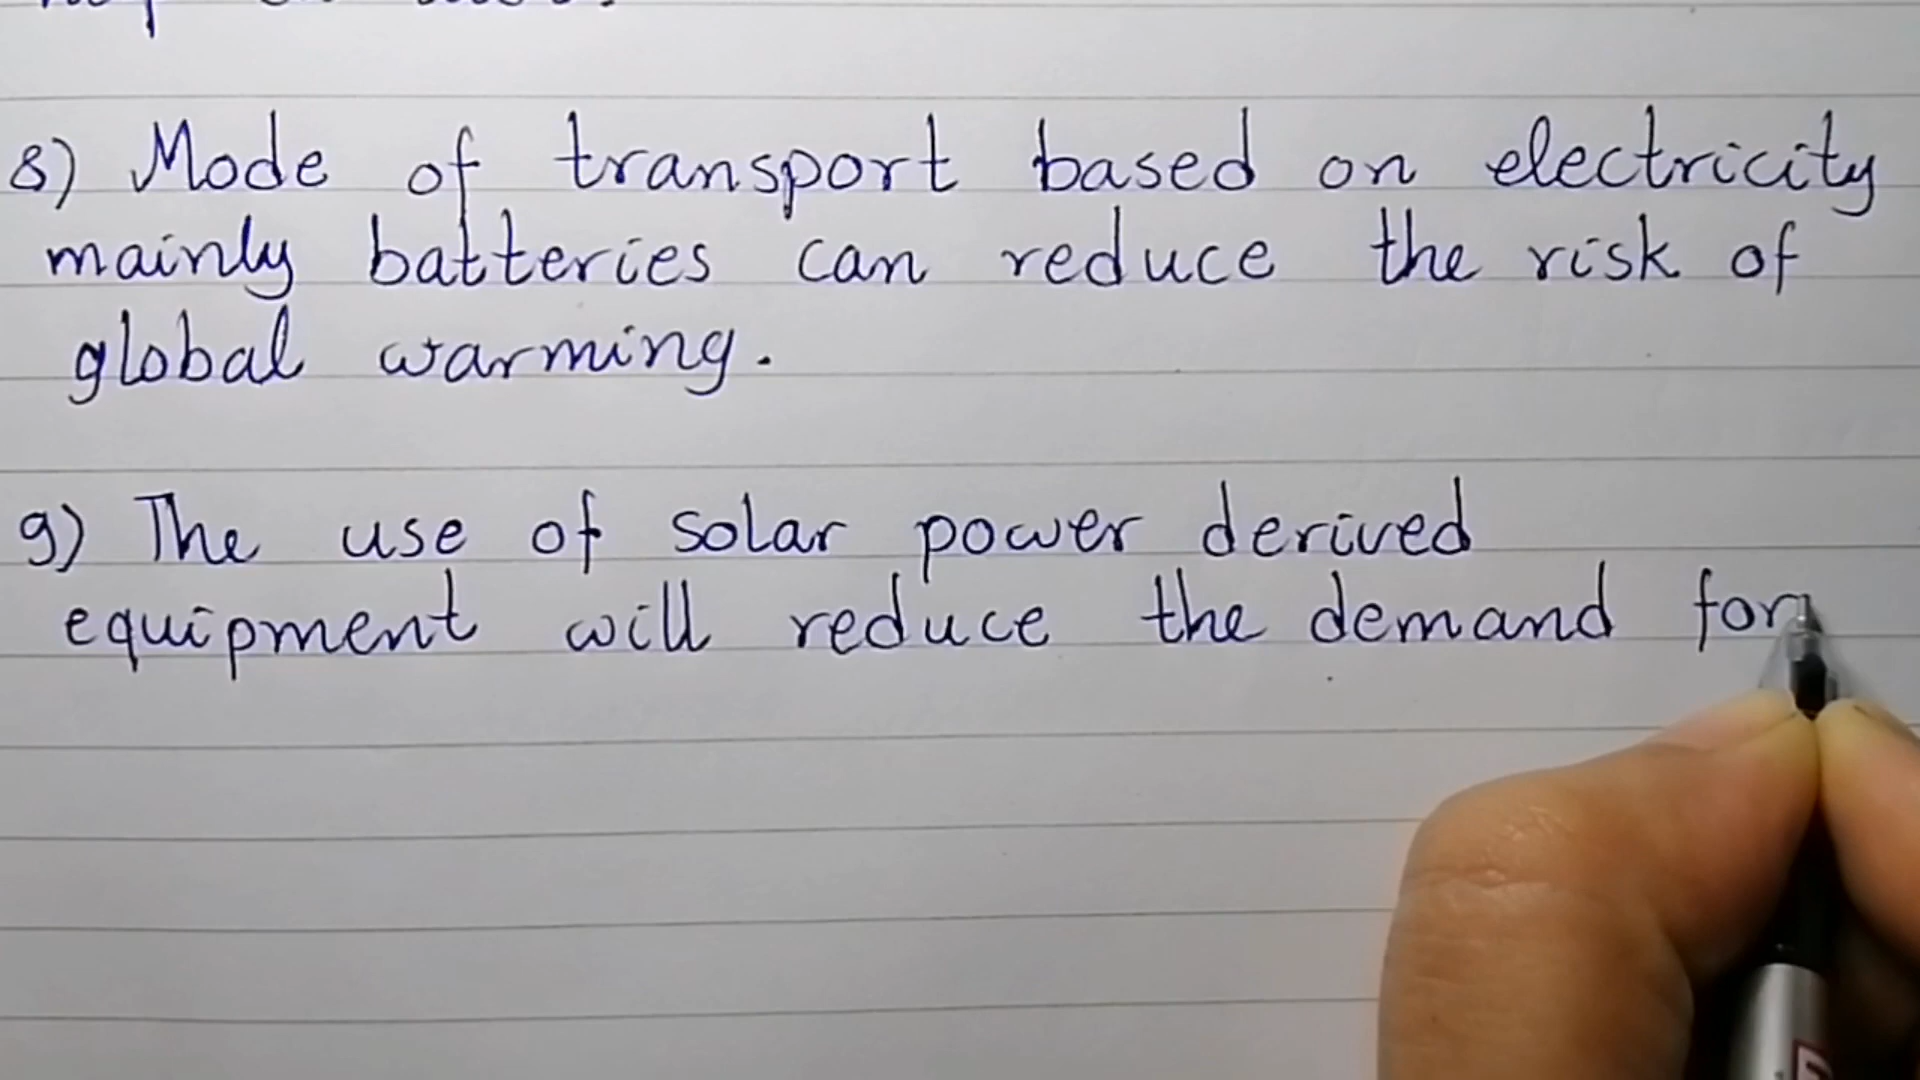 8) Mode of transport based on electricity
mainly batteries can reduce the risk of
global warming.
9) The use of solar power derived
equipment will reduce the demand for